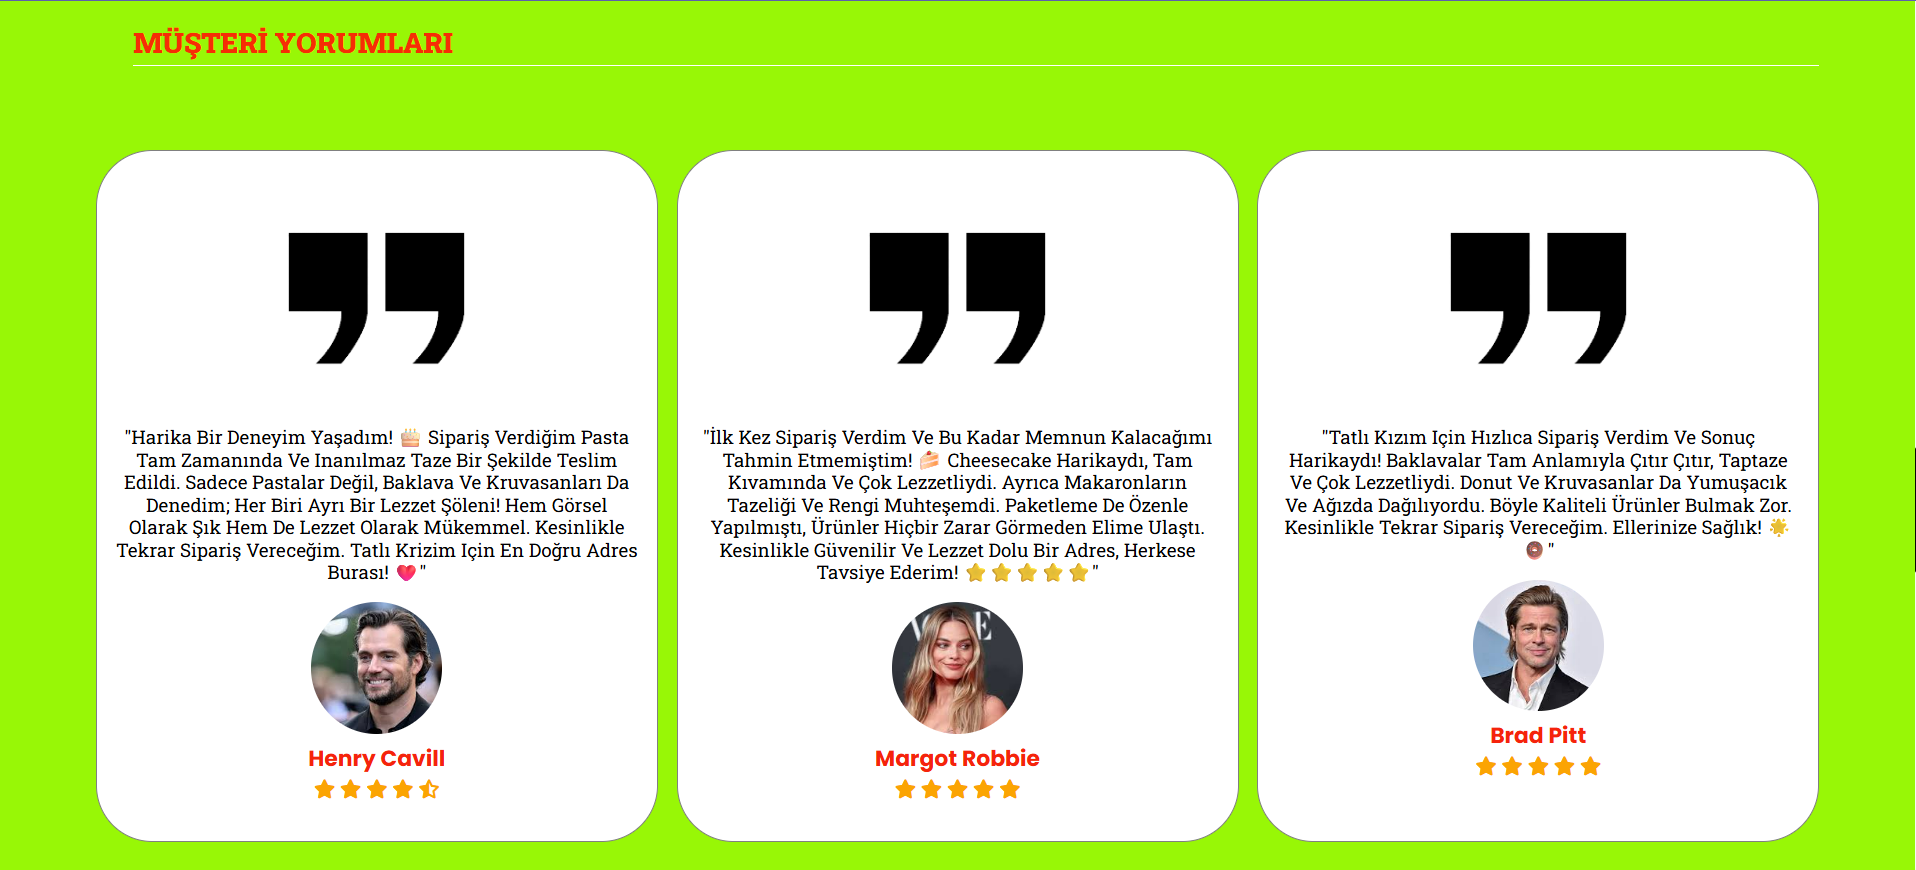 MÜŞTERİ YORUMLARI
"Harika Bir Deneyim Yaşadım! 🎂 Sipariş Verdiğim Pasta
Tam Zamanında Ve Inanılmaz Taze Bir Şekilde Teslim
Edildi. Sadece Pastalar Değil, Baklava Ve Kruvasanları Da
Denedim; Her Biri Ayrı Bir Lezzet Şöleni! Hem Görsel
Olarak Şık Hem De Lezzet Olarak Mükemmel. Kesinlikle
Tekrar Sipariş Vereceğim. Tatlı Krizim Için En Doğru Adres
Burası! ❤️ "
Henry Cavill
"İlk Kez Sipariş Verdim Ve Bu Kadar Memnun Kalacağımı
Tahmin Etmemiştim! 🍰 Cheesecake Harikaydı, Tam
Kıvamında Ve Çok Lezzetliydi. Ayrıca Makaronların
Tazeliği Ve Rengi Muhteşemdi. Paketleme De Özenle
Yapılmıştı, Ürünler Hiçbir Zarar Görmeden Elime Ulaştı.
Kesinlikle Güvenilir Ve Lezzet Dolu Bir Adres, Herkese
Tavsiye Ederim! ⭐ ⭐ ⭐ ⭐ ⭐ "
Margot Robbie
"Tatlı Kızım Için Hızlıca Sipariş Verdim Ve Sonuç
Harikaydı! Baklavalar Tam Anlamıyla Çıtır Çıtır, Taptaze
Ve Çok Lezzetliydi. Donut Ve Kruvasanlar Da Yumuşacık
Ve Ağızda Dağılıyordu. Böyle Kaliteli Ürünler Bulmak Zor.
Kesinlikle Tekrar Sipariş Vereceğim. Ellerinize Sağlık! 🌟
🍩 "
Brad Pitt